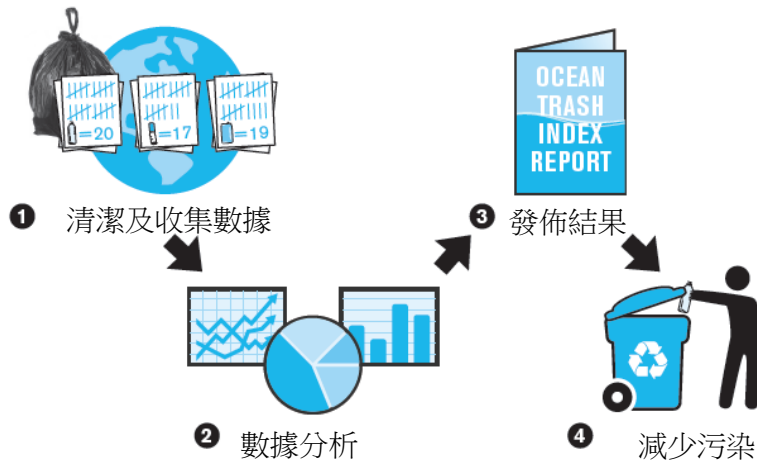 =20
=17
=19
❶ 清潔及收集數據
❷ 數據分析
OCEAN
TRASH
INDEX
REPORT
❸ 發佈結果
❹ 減少污染